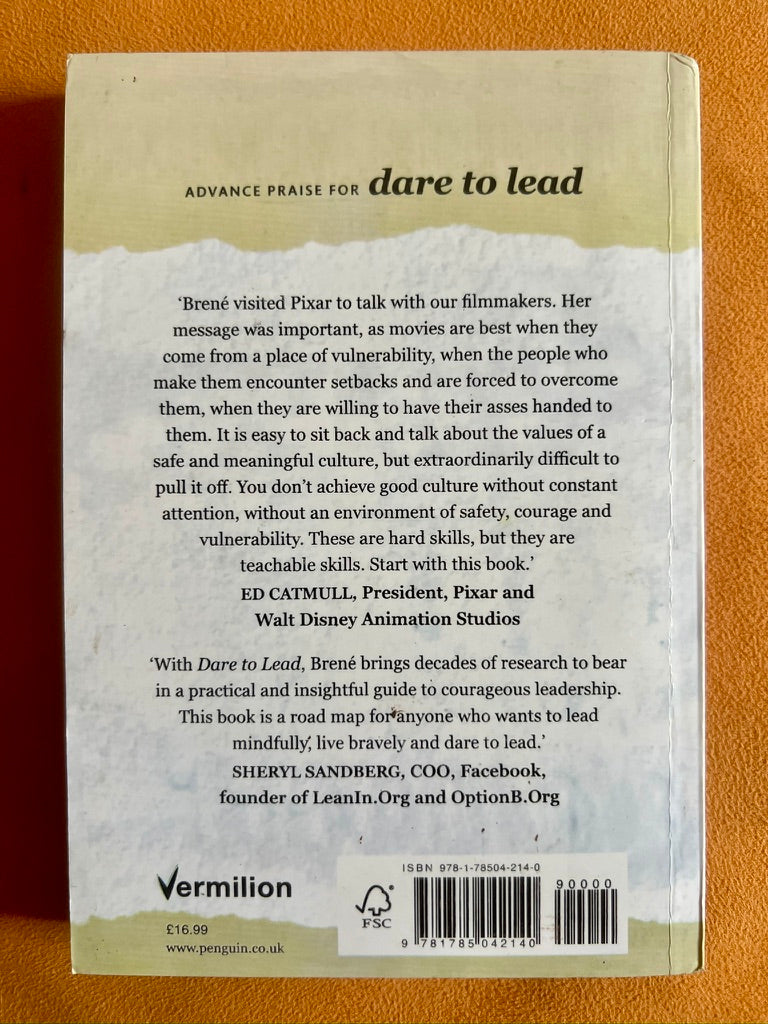 ADVANCE PRAISE FOR dare to lead
‘Brené visited Pixar to talk with our filmmakers. Her
message was important, as movies are best when they
come from a place of vulnerability, when the people who
make them encounter setbacks and are forced to overcome
them, when they are willing to have their asses handed to
them. It is easy to sit back and talk about the values of a
safe and meaningful culture, but extraordinarily difficult to
pull it off. You don’t achieve good culture without constant
attention, without an environment of safety, courage and
vulnerability. These are hard skills, but they are
teachable skills. Start with this book.’
ED CATMULL, President, Pixar and
Walt Disney Animation Studios
‘With Dare to Lead, Brené brings decades of research to bear
in a practical and insightful guide to courageous leadership.
This book is a road map for anyone who wants to lead
mindfully, live bravely and dare to lead.’
SHERYL SANDBERG, COO, Facebook,
founder of LeanIn.Org and OptionB.Org
Vermilion
£16.99
www.penguin.co.uk
FSC
ISBN 978-1-78504-214-0
90000
9 781785 042140